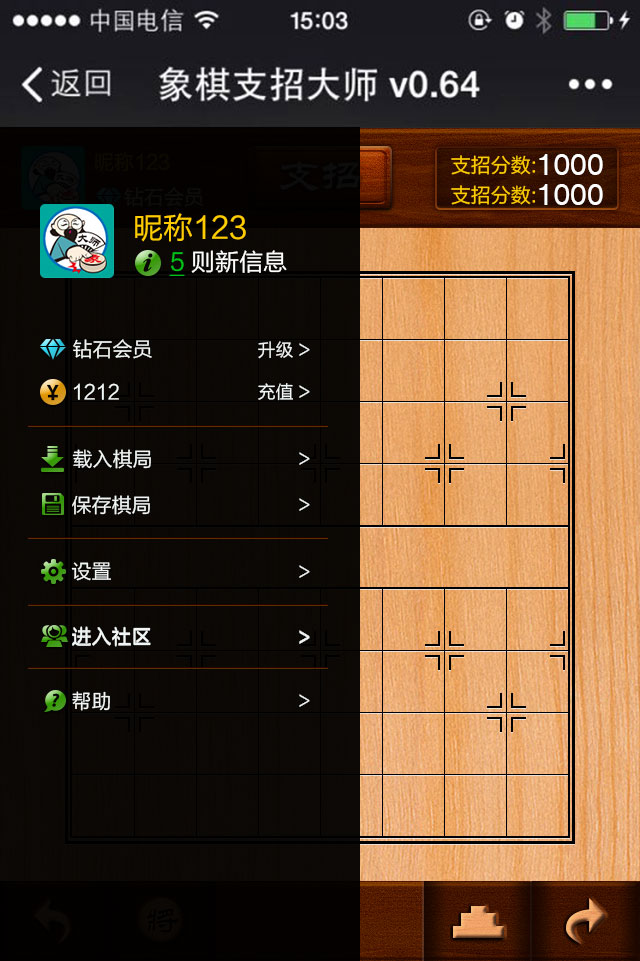 中国电信 15:03
返回 象棋支招大师 v0.64
昵称123
钻石会员
支招
支招分数:1000
支招分数:1000
大师
昵称123
5 则新信息
钻石会员 升级 >
¥ 1212 充值 >
载入棋局 >
保存棋局 >
设置 >
进入社区 >
? 帮助 >
將